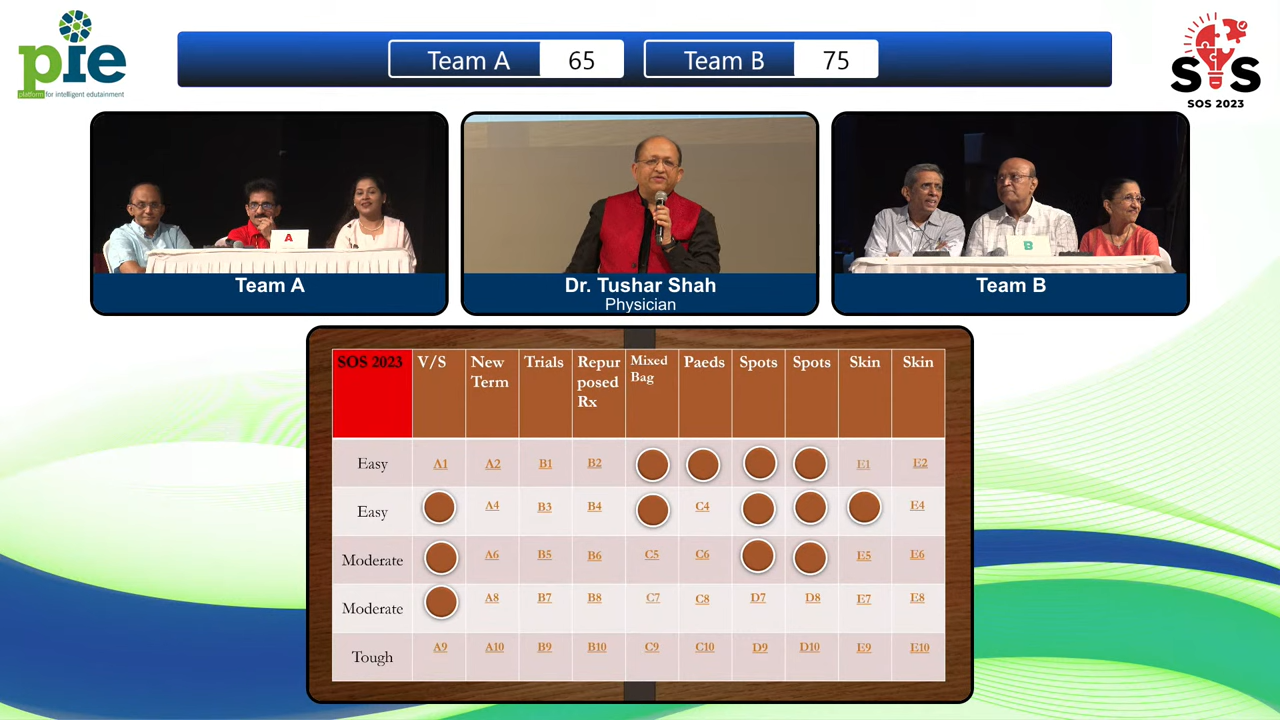 pie
platform for intelligent edutainment
Team A 65 Team B 75
SOS
SOS 2023
A
B
Team A
Dr. Tushar Shah
Physician
Team B
SOS 2023 V/S New Term Trials Repur posed Rx Mixed Bag Paeds Spots Spots Skin Skin
Easy A1 A2 B1 B2 E1 E2
Easy A4 B3 B4 C4 E4
Moderate A6 B5 B6 C5 C6 E5 E6
Moderate A8 B7 B8 C7 C8 D7 D8 E7 E8
Tough A9 A10 B9 B10 C9 C10 D9 D10 E9 E10